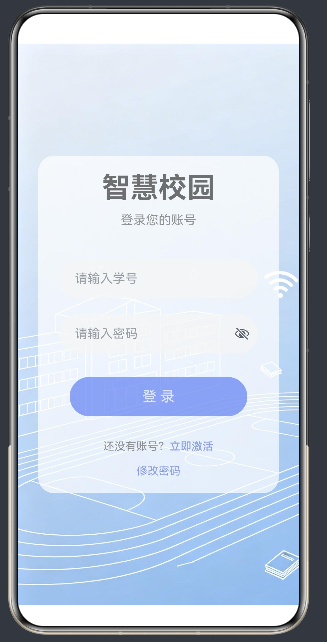 智慧校园
登录您的账号
请输入学号
请输入密码
登 录
还没有账号？立即激活
修改密码